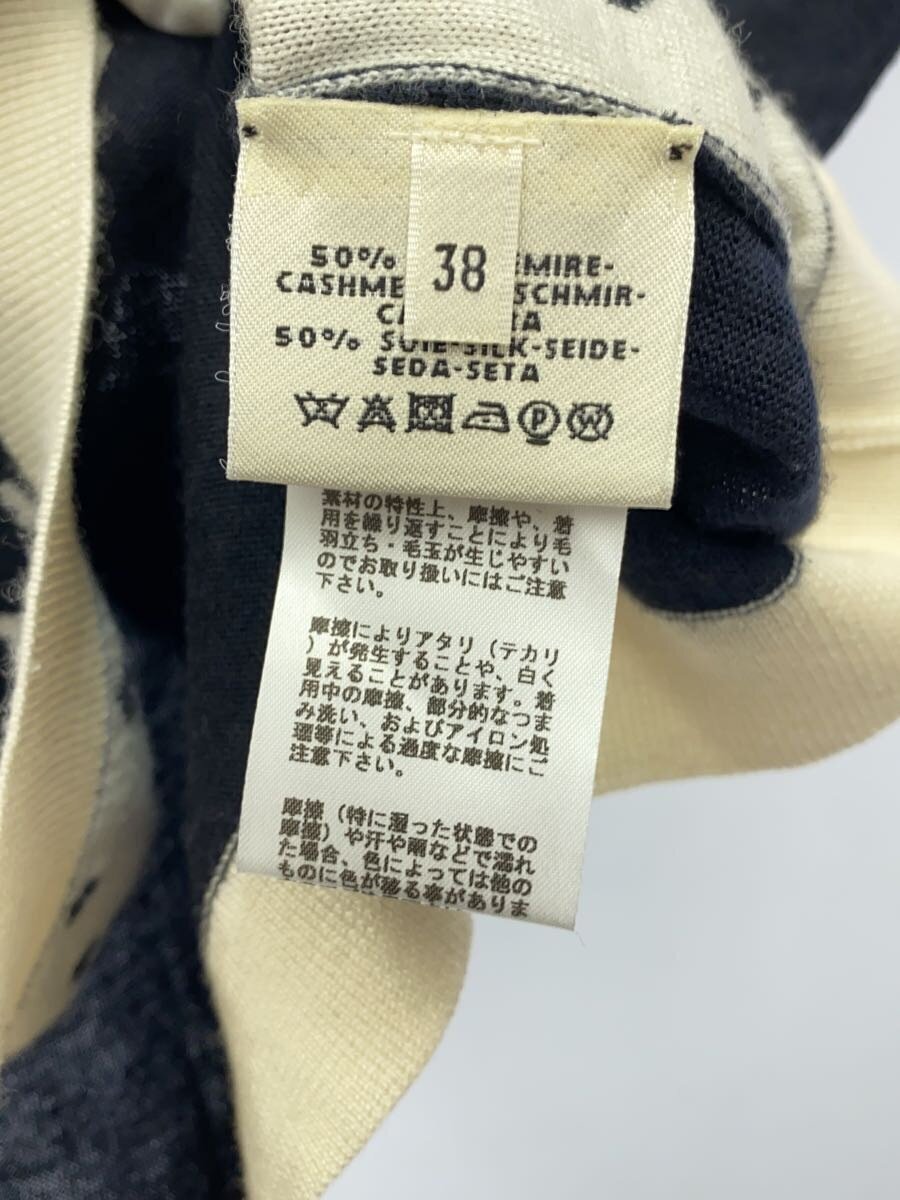 38
50% EMIRE-
CASHME SCHMIR-
50% SOIE-SILK-SEIDE-
SEDA-SETA
P W
素材の特性上、摩擦や、着
用を繰り返すことにより毛
羽立ち・毛玉が生じやすい
のでお取り扱いにはご注意
下さい。
摩擦によりアタリ（テカリ
）が発生することや、白く
見えることがあります。着
用中の摩擦、部分的なつま
み洗い、およびアイロン処
理等による過度な摩擦にご
注意下さい。
摩擦（特に湿った状態での
摩擦）や汗や雨などで濡れ
た場合、色によっては他の
ものに色が移る事がありま